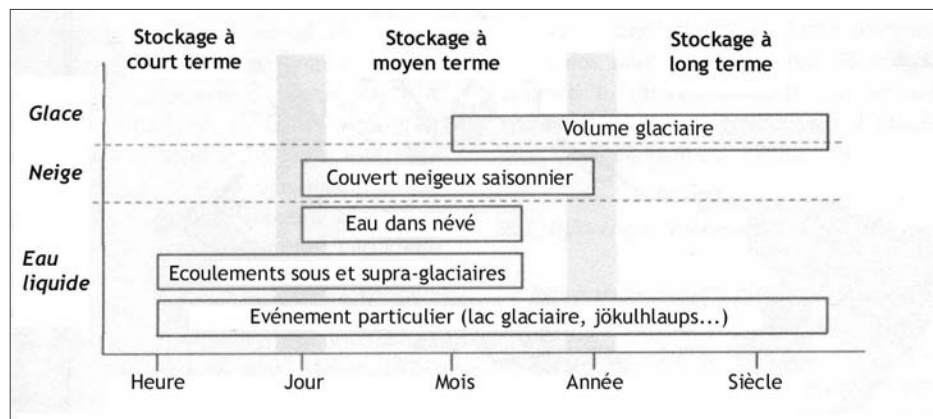 Stockage à
court terme
Stockage à
moyen terme
Stockage à
long terme
Glace
Volume glaciaire
Neige
Couvert neigeux saisonnier
Eau dans névé
Eau
liquide
Ecoulements sous et supra-glaciaires
Evénement particulier (lac glaciaire, jökulhlaups...)
Heure
Jour
Mois
Année
Siècle